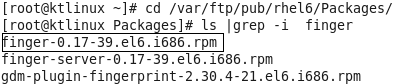 [root@ktlinux ~]# cd /var/ftp/pub/rhel6/Packages/
[root@ktlinux Packages]# ls |grep -i  finger
finger-0.17-39.el6.i686.rpm
finger-server-0.17-39.el6.i686.rpm
gdm-plugin-fingerprint-2.30.4-21.el6.i686.rpm